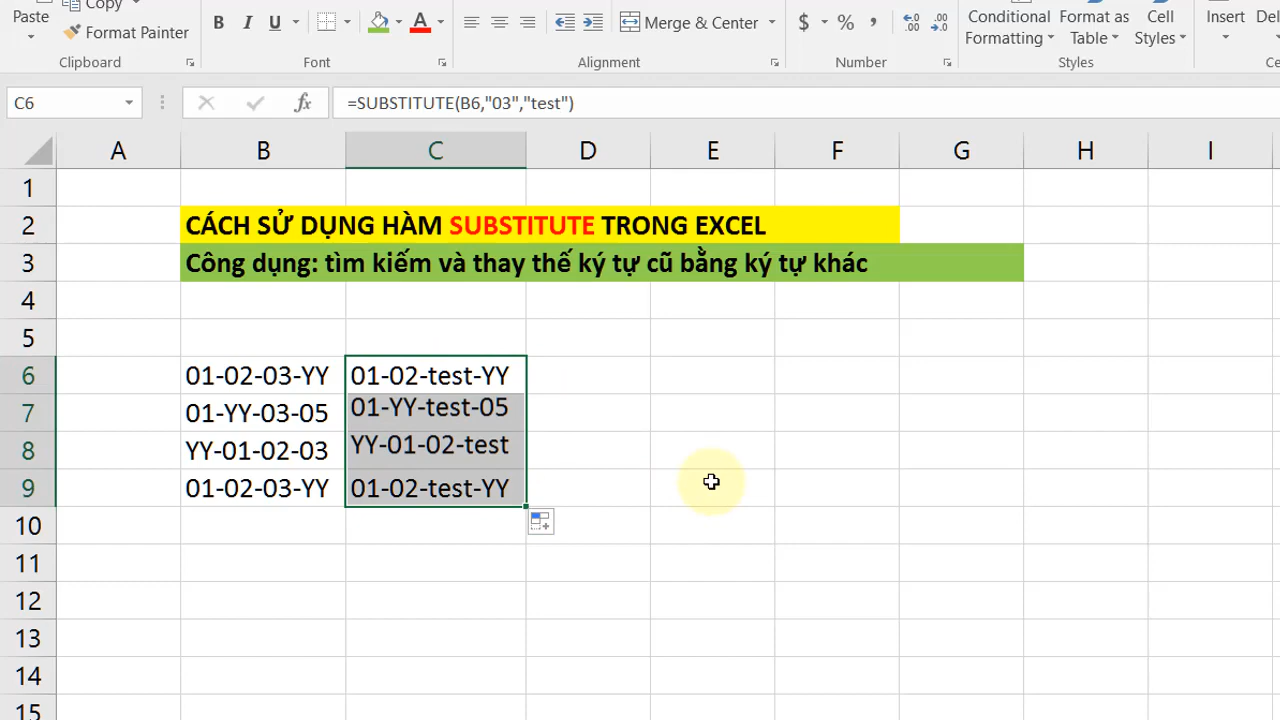 Paste Copy Format Painter Clipboard
B I U A Font
Merge & Center Alignment
$ % , .0 .00 Number
Conditional Formatting Format as Table Cell Styles Styles
Insert
C6 fx =SUBSTITUTE(B6,"03","test")
A B C D E F G H I
1
2 CÁCH SỬ DỤNG HÀM SUBSTITUTE TRONG EXCEL
3 Công dụng: tìm kiếm và thay thế ký tự cũ bằng ký tự khác
4
5
6 01-02-03-YY 01-02-test-YY
7 01-YY-03-05 01-YY-test-05
8 YY-01-02-03 YY-01-02-test
9 01-02-03-YY 01-02-test-YY
10
11
12
13
14
15